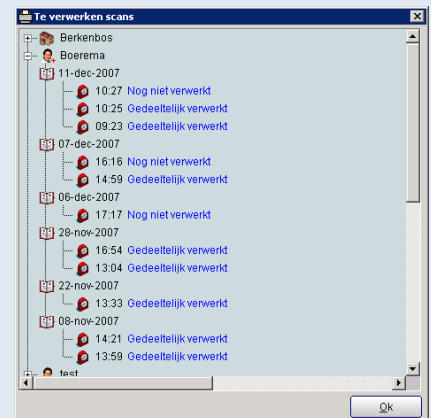 Te verwerken scans
Berkenbos
Boerema
11-dec-2007
10:27 Nog niet verwerkt
10:25 Gedeeltelijk verwerkt
09:23 Gedeeltelijk verwerkt
07-dec-2007
16:16 Nog niet verwerkt
14:59 Gedeeltelijk verwerkt
06-dec-2007
17:17 Nog niet verwerkt
28-nov-2007
16:54 Gedeeltelijk verwerkt
13:04 Gedeeltelijk verwerkt
22-nov-2007
13:33 Gedeeltelijk verwerkt
08-nov-2007
14:21 Gedeeltelijk verwerkt
13:59 Gedeeltelijk verwerkt
test
Ok